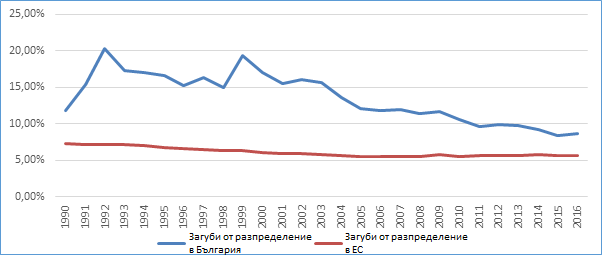 25,00%
20,00%
15,00%
10,00%
5,00%
0,00%
1990 1991 1992 1993 1994 1995 1996 1997 1998 1999 2000 2001 2002 2003 2004 2005 2006 2007 2008 2009 2010 2011 2012 2013 2014 2015 2016
Загуби от разпределение
в България
Загуби от разпределение
в ЕС